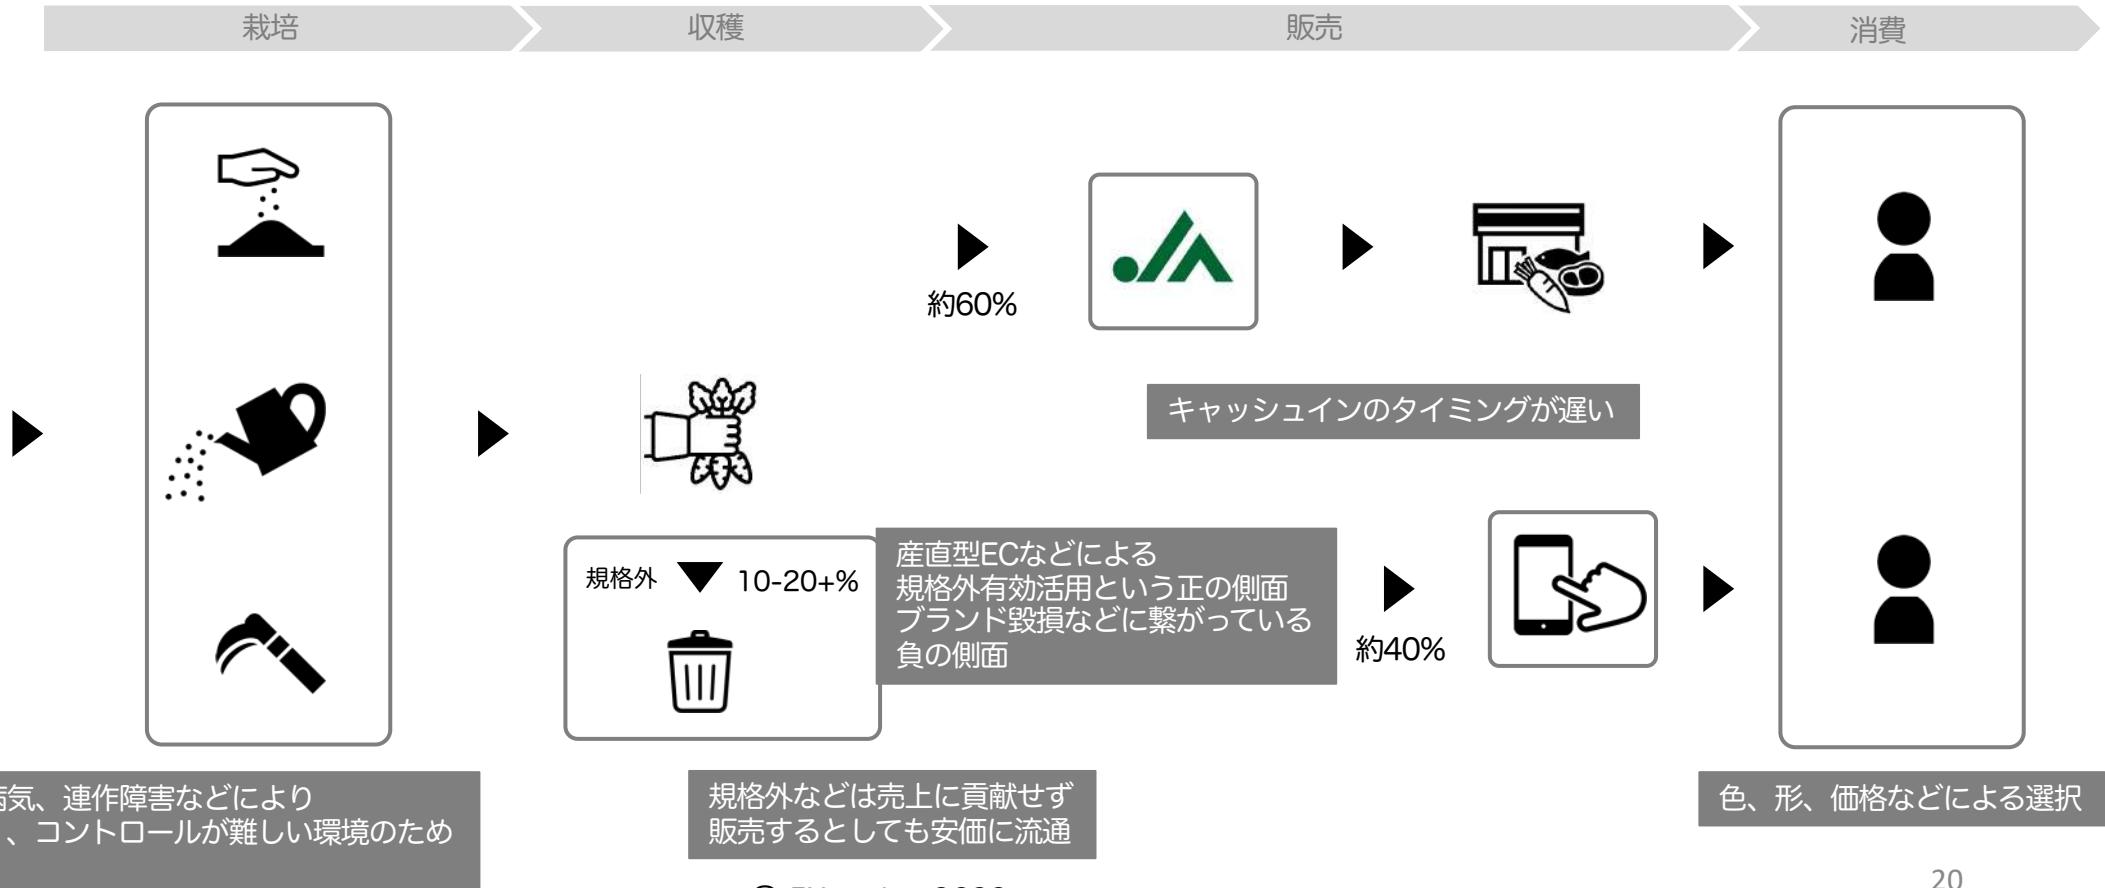 栽培
収穫
販売
消費
約60%
キャッシュインのタイミングが遅い
規格外
10-20+%
産直型ECなどによる
規格外有効活用という正の側面
ブランド毀損などに繋がっている
負の側面
約40%
気、連作障害などにより
、コントロールが難しい環境のため
規格外などは売上に貢献せず
販売するとしても安価に流通
色、形、価格などによる選択
20